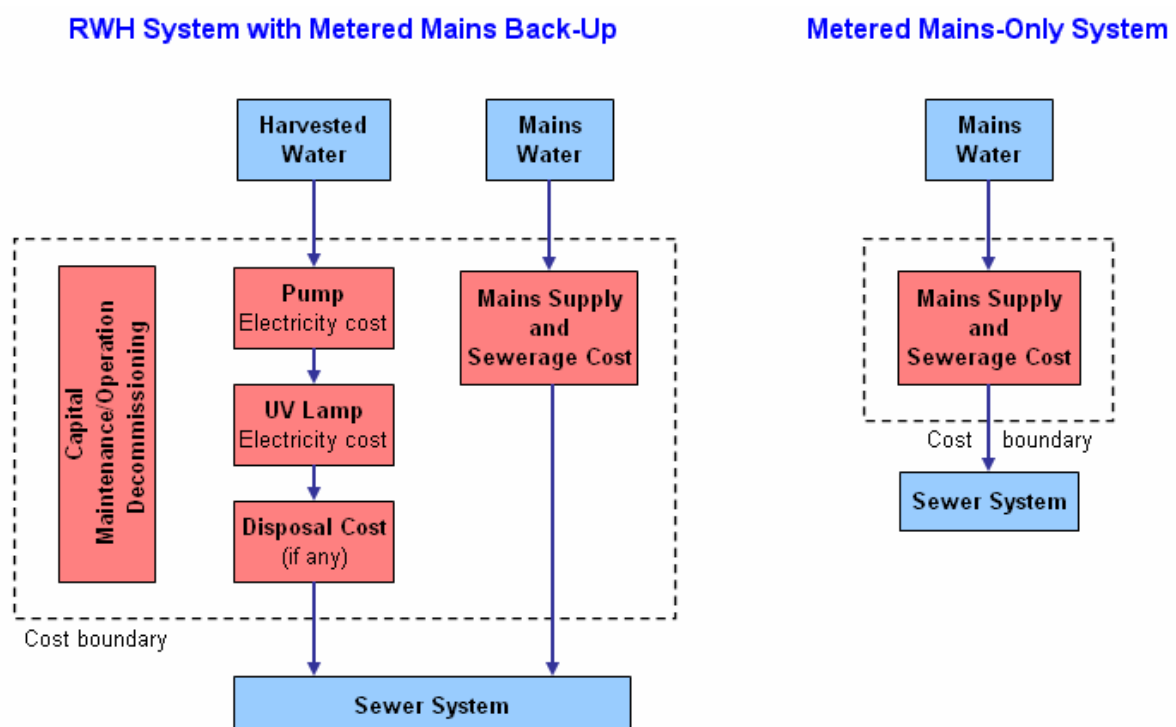 RWH System with Metered Mains Back-Up
Harvested
Water
Mains
Water
Capital
Maintenance/Operation
Decommissioning
Pump
Electricity cost
UV Lamp
Electricity cost
Disposal Cost
(if any)
Mains Supply
and
Sewerage Cost
Cost boundary
Sewer System
Metered Mains-Only System
Mains
Water
Mains Supply
and
Sewerage Cost
Cost boundary
Sewer System